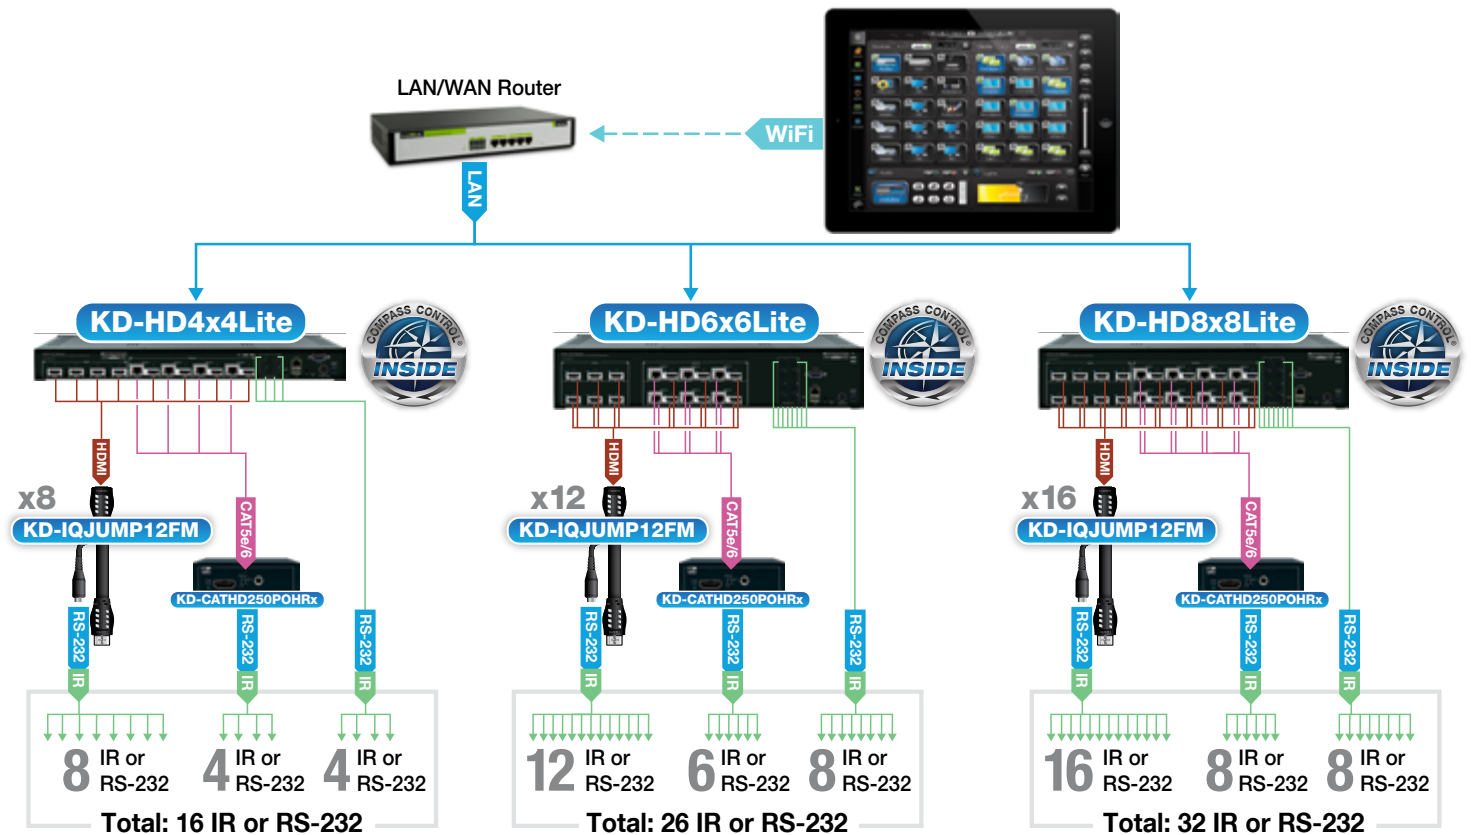 LAN/WAN Router
WiFi
LAN
KD-HD4x4Lite
COMPASS CONTROL®
INSIDE
HDMI
x8
KD-IQJUMP12FM
CAT5e/6
KD-CATHD250POHRx
RS-232
IR
RS-232
IR
RS-232
IR
8 IR or
RS-232
4 IR or
RS-232
4 IR or
RS-232
Total: 16 IR or RS-232
KD-HD6x6Lite
COMPASS CONTROL®
INSIDE
HDMI
x12
KD-IQJUMP12FM
CAT5e/6
KD-CATHD250POHRx
RS-232
IR
RS-232
IR
RS-232
IR
12 IR or
RS-232
6 IR or
RS-232
8 IR or
RS-232
Total: 26 IR or RS-232
KD-HD8x8Lite
COMPASS CONTROL®
INSIDE
HDMI
x16
KD-IQJUMP12FM
CAT5e/6
KD-CATHD250POHRx
RS-232
IR
RS-232
IR
RS-232
IR
16 IR or
RS-232
8 IR or
RS-232
8 IR or
RS-232
Total: 32 IR or RS-232